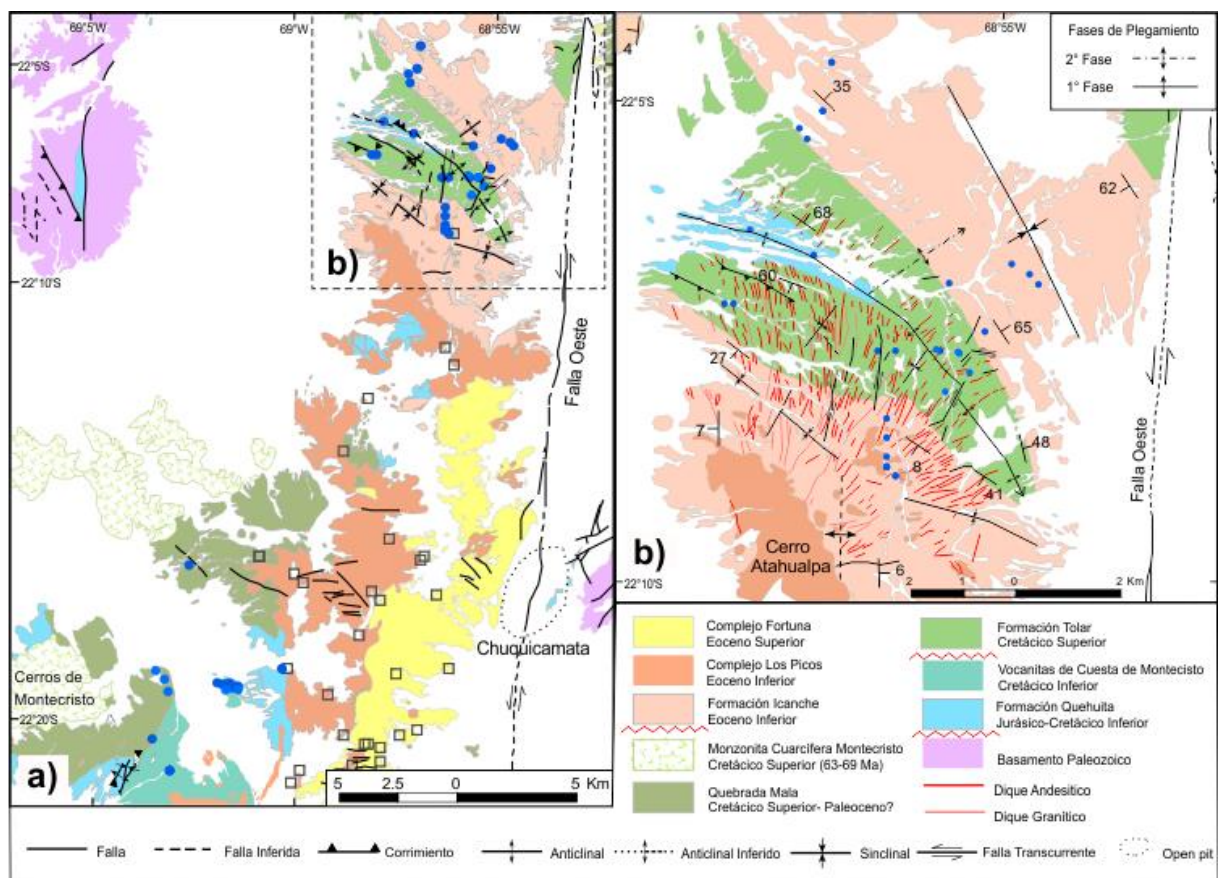 69°5'W
69°W
68°55'W
22°5'S
22°10'S
Falla Oeste
Chuquicamata
Cerros de
Montecristo
22°20'S
a)
b)
5
2.5
0
5 Km
4
68°55'W
22°5'S
Fases de Plegamiento
2° Fase
1° Fase
35
62
68
60
65
27
7
48
8
41
6
Falla Oeste
b)
Cerro
Atahualpa
22°10'S
2
1
0
2 Km
Complejo Fortuna
Eoceno Superior
Complejo Los Picos
Eoceno Inferior
Formación Icanche
Eoceno Inferior
Monzonita Cuarcífera Montecristo
Cretácico Superior (63-69 Ma)
Quebrada Mala
Cretácico Superior- Paleoceno?
Formación Tolar
Cretácico Superior
Vocanitas de Cuesta de Montecisto
Cretácico Inferior
Formación Quehuita
Jurásico-Cretácico Inferior
Basamento Paleozoico
Dique Andesitico
Dique Granítico
Falla
Falla Inferida
Corrimiento
Anticlinal
Anticlinal Inferido
Sinclinal
Falla Transcurrente
Open pit